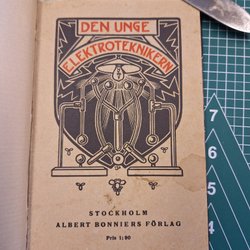 DEN UNGE
ELEKTROTEKNIKERN
STOCKHOLM
ALBERT BONNIERS FÖRLAG
Pris 1:90
7
6
5
4